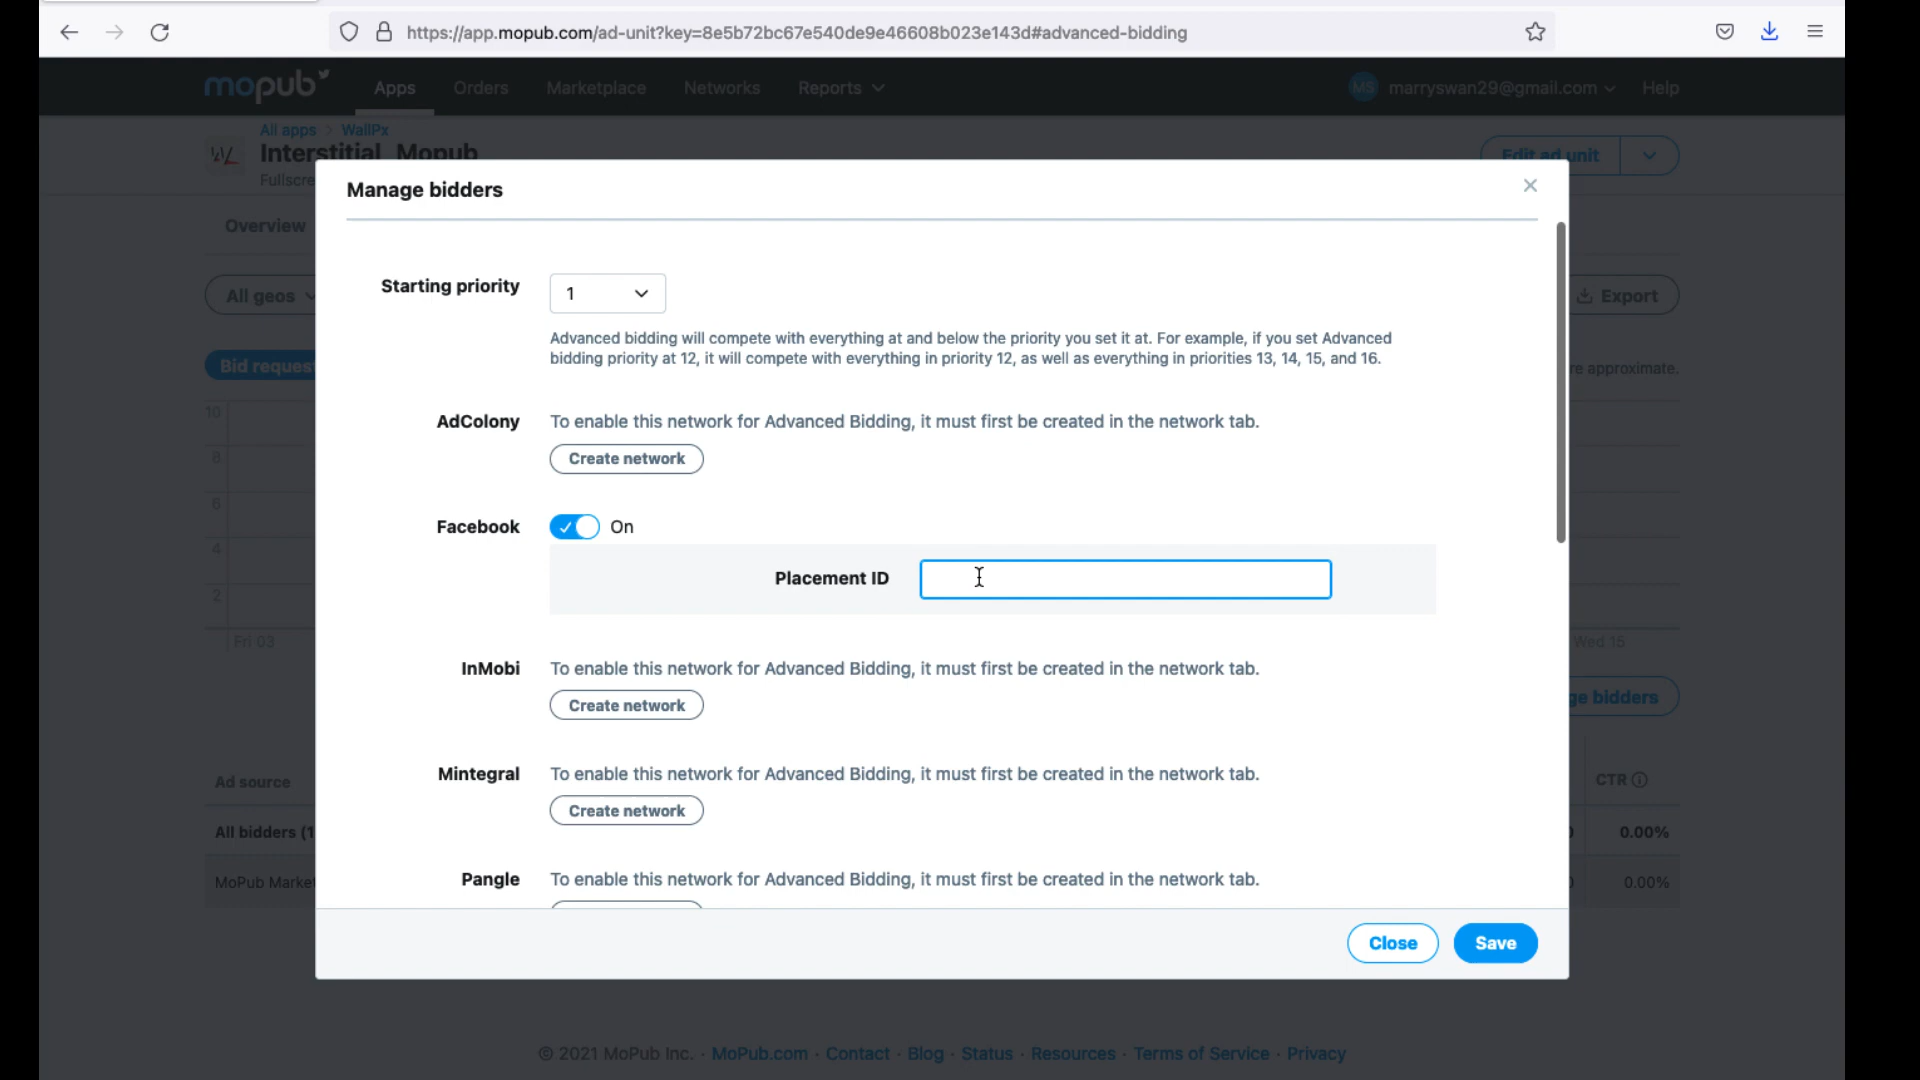 https://app.mopub.com/ad-unit?key=8e5b72bc67e540de9e46608b023e143d#advanced-bidding
mopub
Apps
Orders
Marketplace
Networks
Reports
MS
marryswan29@gmail.com
Help
All apps > WallPx
Interstitial_Mopub
Edit ad unit
Manage bidders
Overview
Starting priority
1
All geos
Export
Advanced bidding will compete with everything at and below the priority you set it at. For example, if you set Advanced
bidding priority at 12, it will compete with everything in priority 12, as well as everything in priorities 13, 14, 15, and 16.
approximate.
10
AdColony
To enable this network for Advanced Bidding, it must first be created in the network tab.
Create network
8
6
Facebook
On
4
Placement ID
2
Fri 03
Wed 15
InMobi
To enable this network for Advanced Bidding, it must first be created in the network tab.
Create network
bidders
Mintegral
To enable this network for Advanced Bidding, it must first be created in the network tab.
Create network
Ad source
CTR
All bidders
0.00%
Pangle
To enable this network for Advanced Bidding, it must first be created in the network tab.
MoPub
0.00%
Close
Save
© 2021 MoPub Inc. · MoPub.com · Contact · Blog · Status · Resources · Terms of Service · Privacy